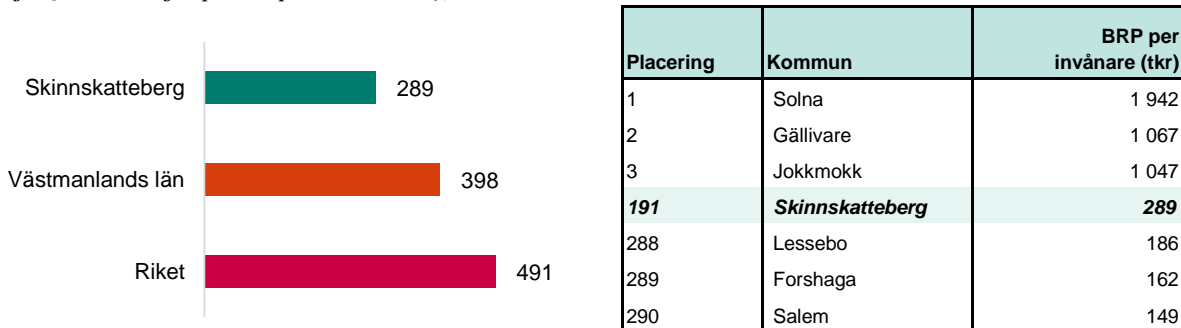 Skinnskatteberg 289
Västmanlands län 398
Riket 491
Placering Kommun BRP per invånare (tkr)
1 Solna 1 942
2 Gällivare 1 067
3 Jokkmokk 1 047
191 Skinnskatteberg 289
288 Lessebo 186
289 Forshaga 162
290 Salem 149